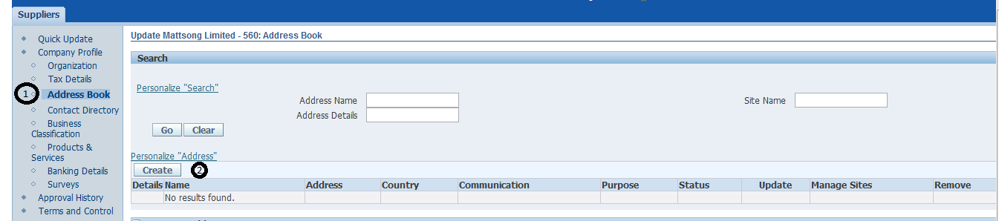 Suppliers
Quick Update
Company Profile
Organization
Tax Details
1
Address Book
Contact Directory
Business
Classification
Products &
Services
Banking Details
Surveys
Approval History
Terms and Control
Update Mattsong Limited - 560: Address Book
Search
Personalize "Search"
Address Name
Site Name
Address Details
Go Clear
Personalize "Address"
Create 2
Details Name Address Country Communication Purpose Status Update Manage Sites Remove
No results found.